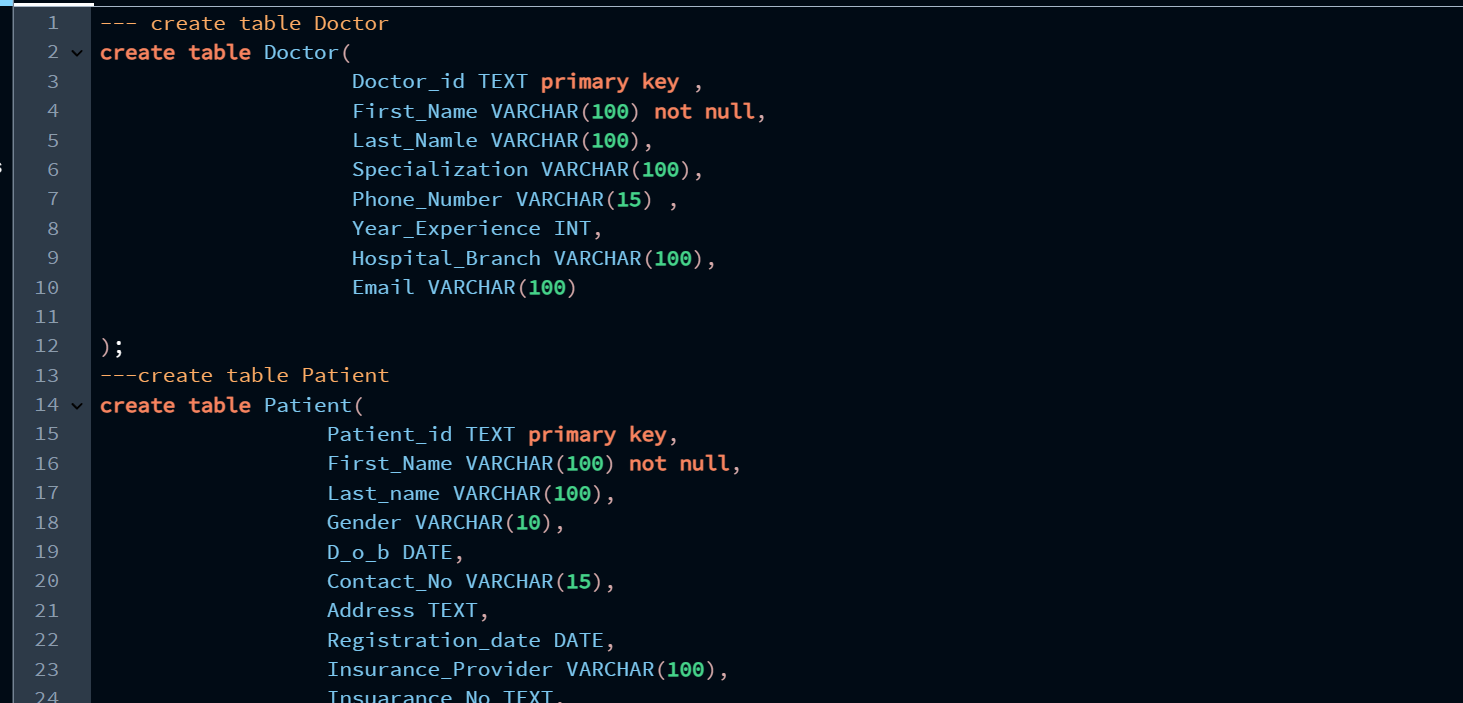 1 --- create table Doctor
2 create table Doctor(
3 Doctor_id TEXT primary key ,
4 First_Name VARCHAR(100) not null,
5 Last_Namle VARCHAR(100),
6 Specialization VARCHAR(100),
7 Phone_Number VARCHAR(15) ,
8 Year_Experience INT,
9 Hospital_Branch VARCHAR(100),
10 Email VARCHAR(100)
11
12 );
13 ---create table Patient
14 create table Patient(
15 Patient_id TEXT primary key,
16 First_Name VARCHAR(100) not null,
17 Last_name VARCHAR(100),
18 Gender VARCHAR(10),
19 D_o_b DATE,
20 Contact_No VARCHAR(15),
21 Address TEXT,
22 Registration_date DATE,
23 Insurance_Provider VARCHAR(100),
24 Insuarance_No TEXT,